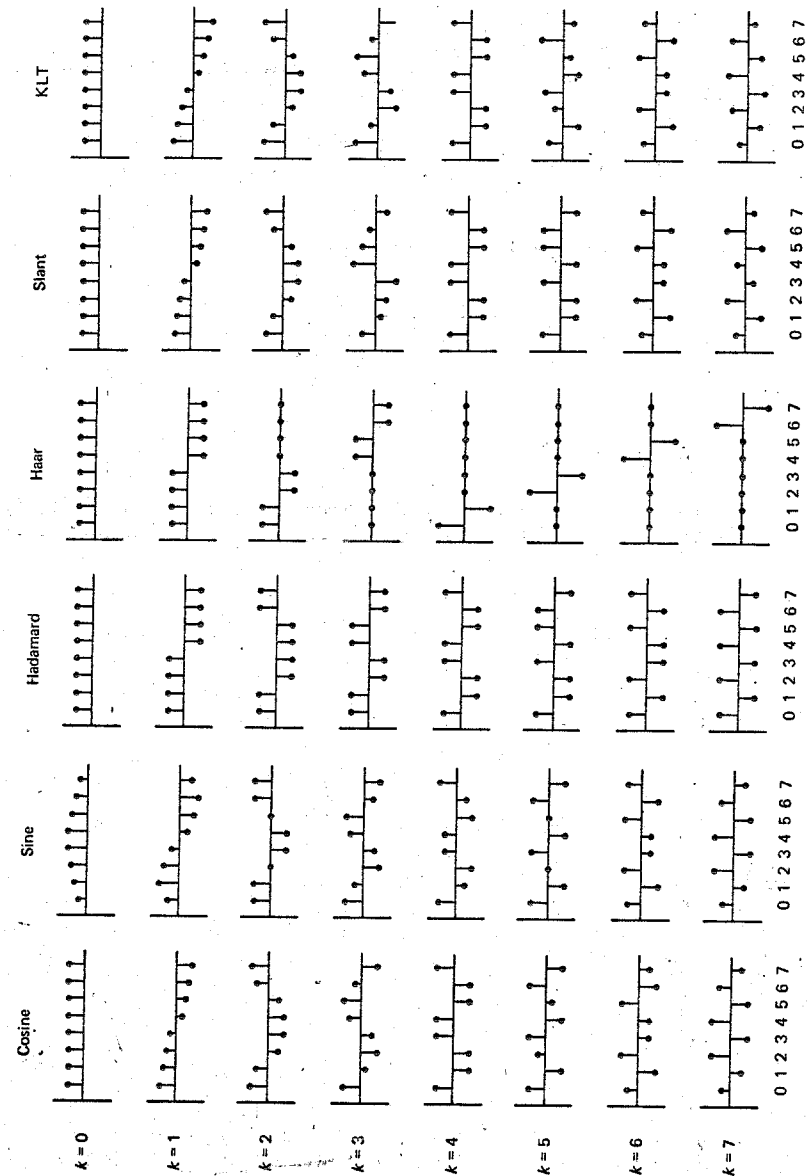 Cosine Sine Hadamard Haar Slant KLT
k = 0
k = 1
k = 2
k = 3
k = 4
k = 5
k = 6
k = 7
0 1 2 3 4 5 6 7 0 1 2 3 4 5 6 7 0 1 2 3 4 5 6 7 0 1 2 3 4 5 6 7 0 1 2 3 4 5 6 7 0 1 2 3 4 5 6 7